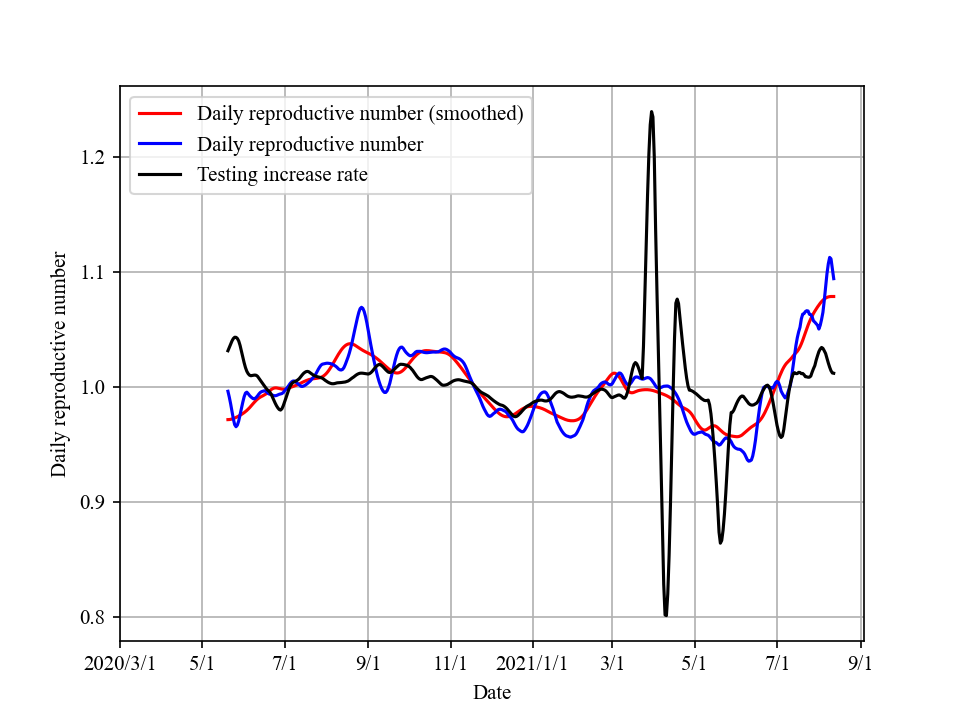 Daily reproductive number (smoothed)
Daily reproductive number
Testing increase rate
Daily reproductive number
1.2
1.1
1.0
0.9
0.8
2020/3/1 5/1 7/1 9/1 11/1 2021/1/1 3/1 5/1 7/1 9/1
Date